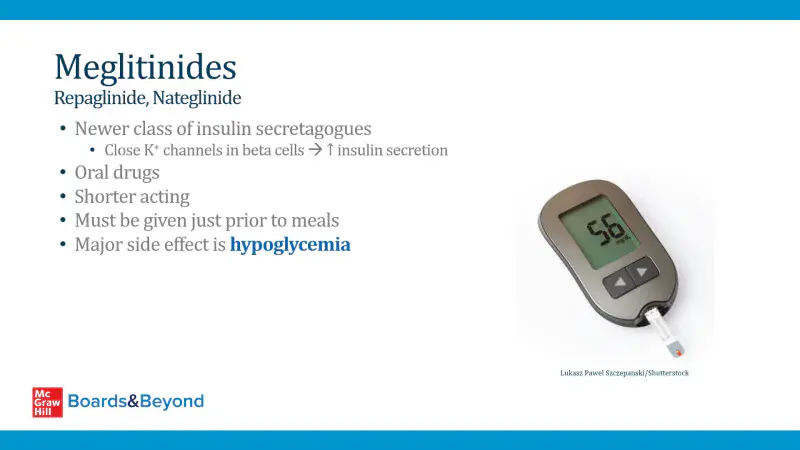 Meglitinides
Repaglinide, Nateglinide
• Newer class of insulin secretagogues
• Close K⁺ channels in beta cells → ↑ insulin secretion
• Oral drugs
• Shorter acting
• Must be given just prior to meals
• Major side effect is hypoglycemia
56
mg/dL
Lukasz Pawel Szczepanski/Shutterstock
Mc
Graw
Hill
Boards&Beyond